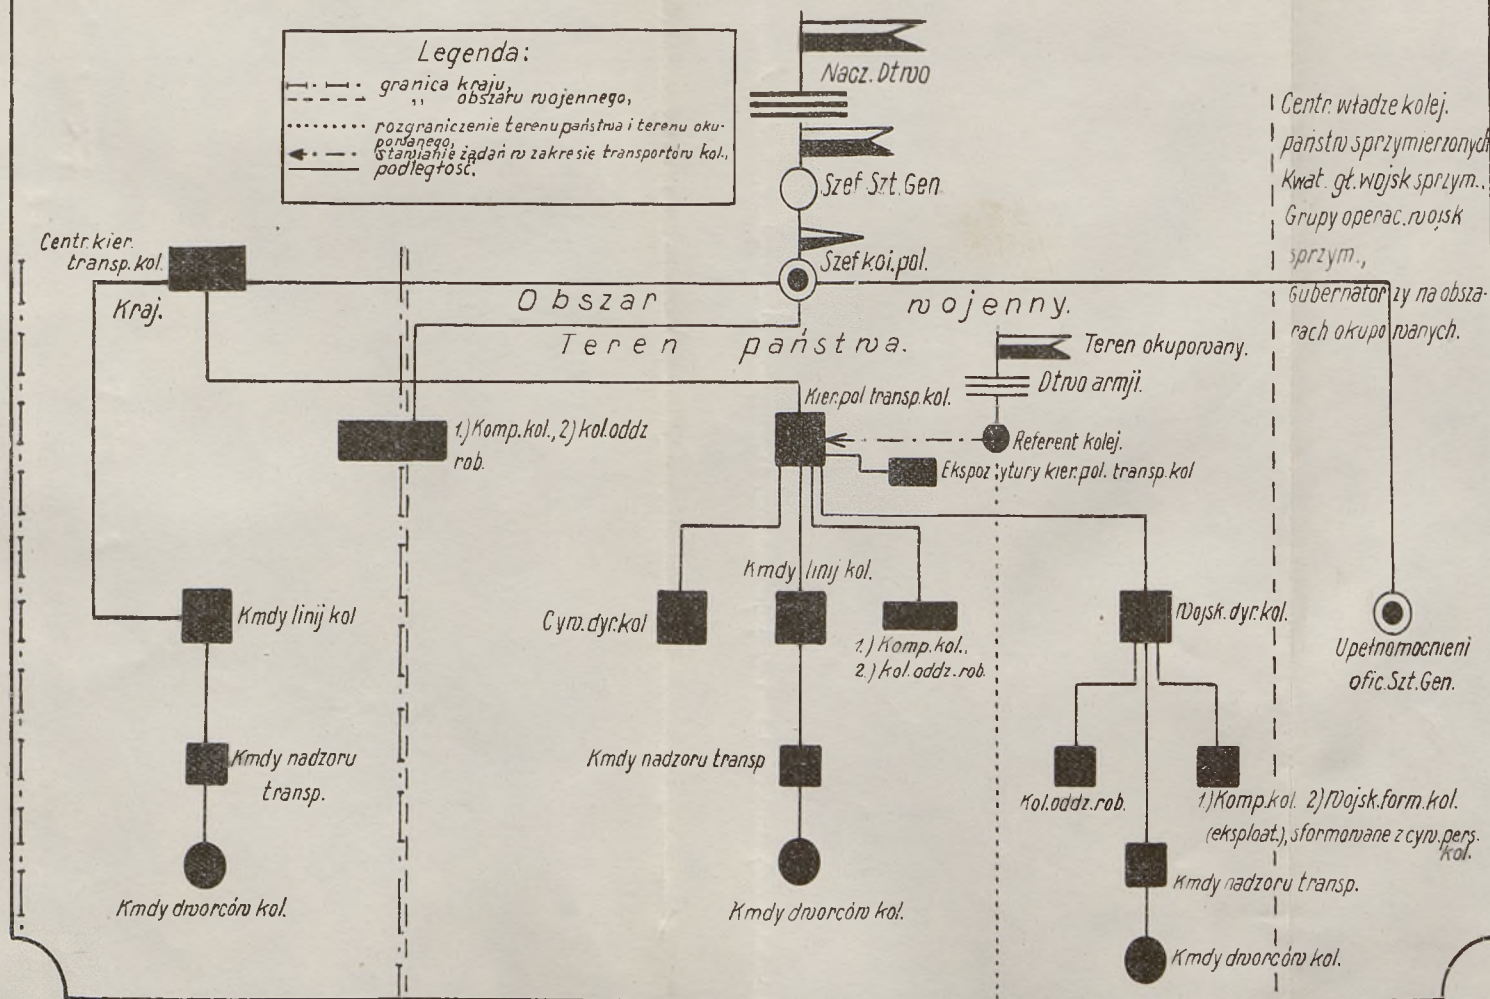 Legenda:
granica kraju,
„ obszaru wojennego,
rozgraniczenie terenu państwa i terenu oku-
powanego,
stawianie żądań w zakresie transportów kol.,
podległość.
Nacz. Dtwo
Szef Szt. Gen
Szef kol. pol.
Centr. władze kolej.
państw sprzymierzonych
Kwat. gł. wojsk sprzym.,
Grupy operac. wojsk
sprzym.,
Gubernatorzy na obsza-
rach okupowanych.
Centr. kier.
transp. kol.
Kraj.
Obszar wojenny.
Teren państwa.
Teren okupowany.
Dtwo armji.
Kier. pol transp. kol.
1.) Komp. kol., 2) kol. oddz
rob.
Referent kolej.
Ekspozytury kier. pol. transp. kol
Kmdy linij kol.
Kmdy linij kol
Cyw. dyr. kol
1.) Komp. kol.,
2.) kol. oddz. rob.
Wojsk. dyr. kol.
Upełnomocnieni
ofic. Szt. Gen.
Kmdy nadzoru
transp.
Kmdy nadzoru transp
Kol. oddz. rob.
1.) Komp. kol. 2) Wojsk. form. kol.
(eksploat.), sformowane z cyw. pers.
kol.
Kmdy nadzoru transp.
Kmdy dworców kol.
Kmdy dworców kol.
Kmdy dworców kol.